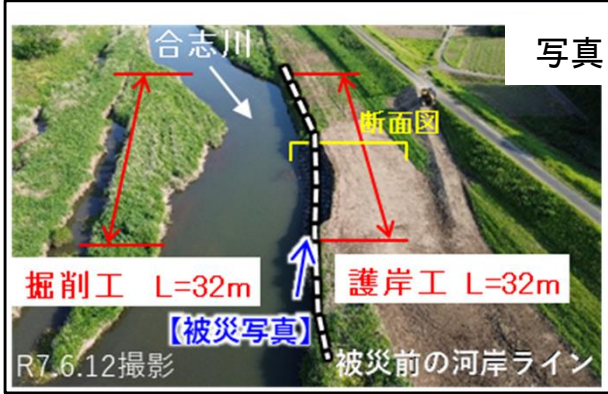 写真
合志川
断面図
掘削工 L=32m
護岸工 L=32m
【被災写真】
R7.6.12撮影
被災前の河岸ライン